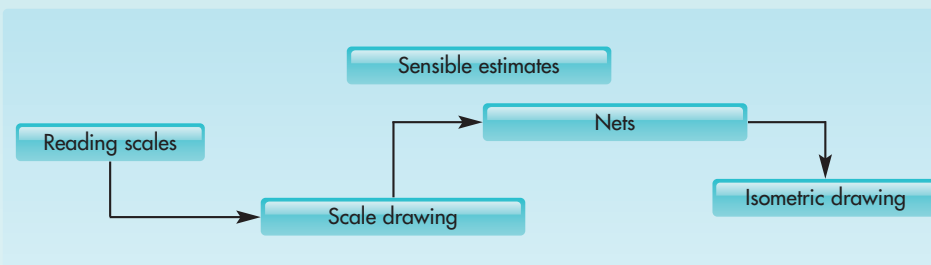 Sensible estimates
Reading scales
Nets
Scale drawing
Isometric drawing